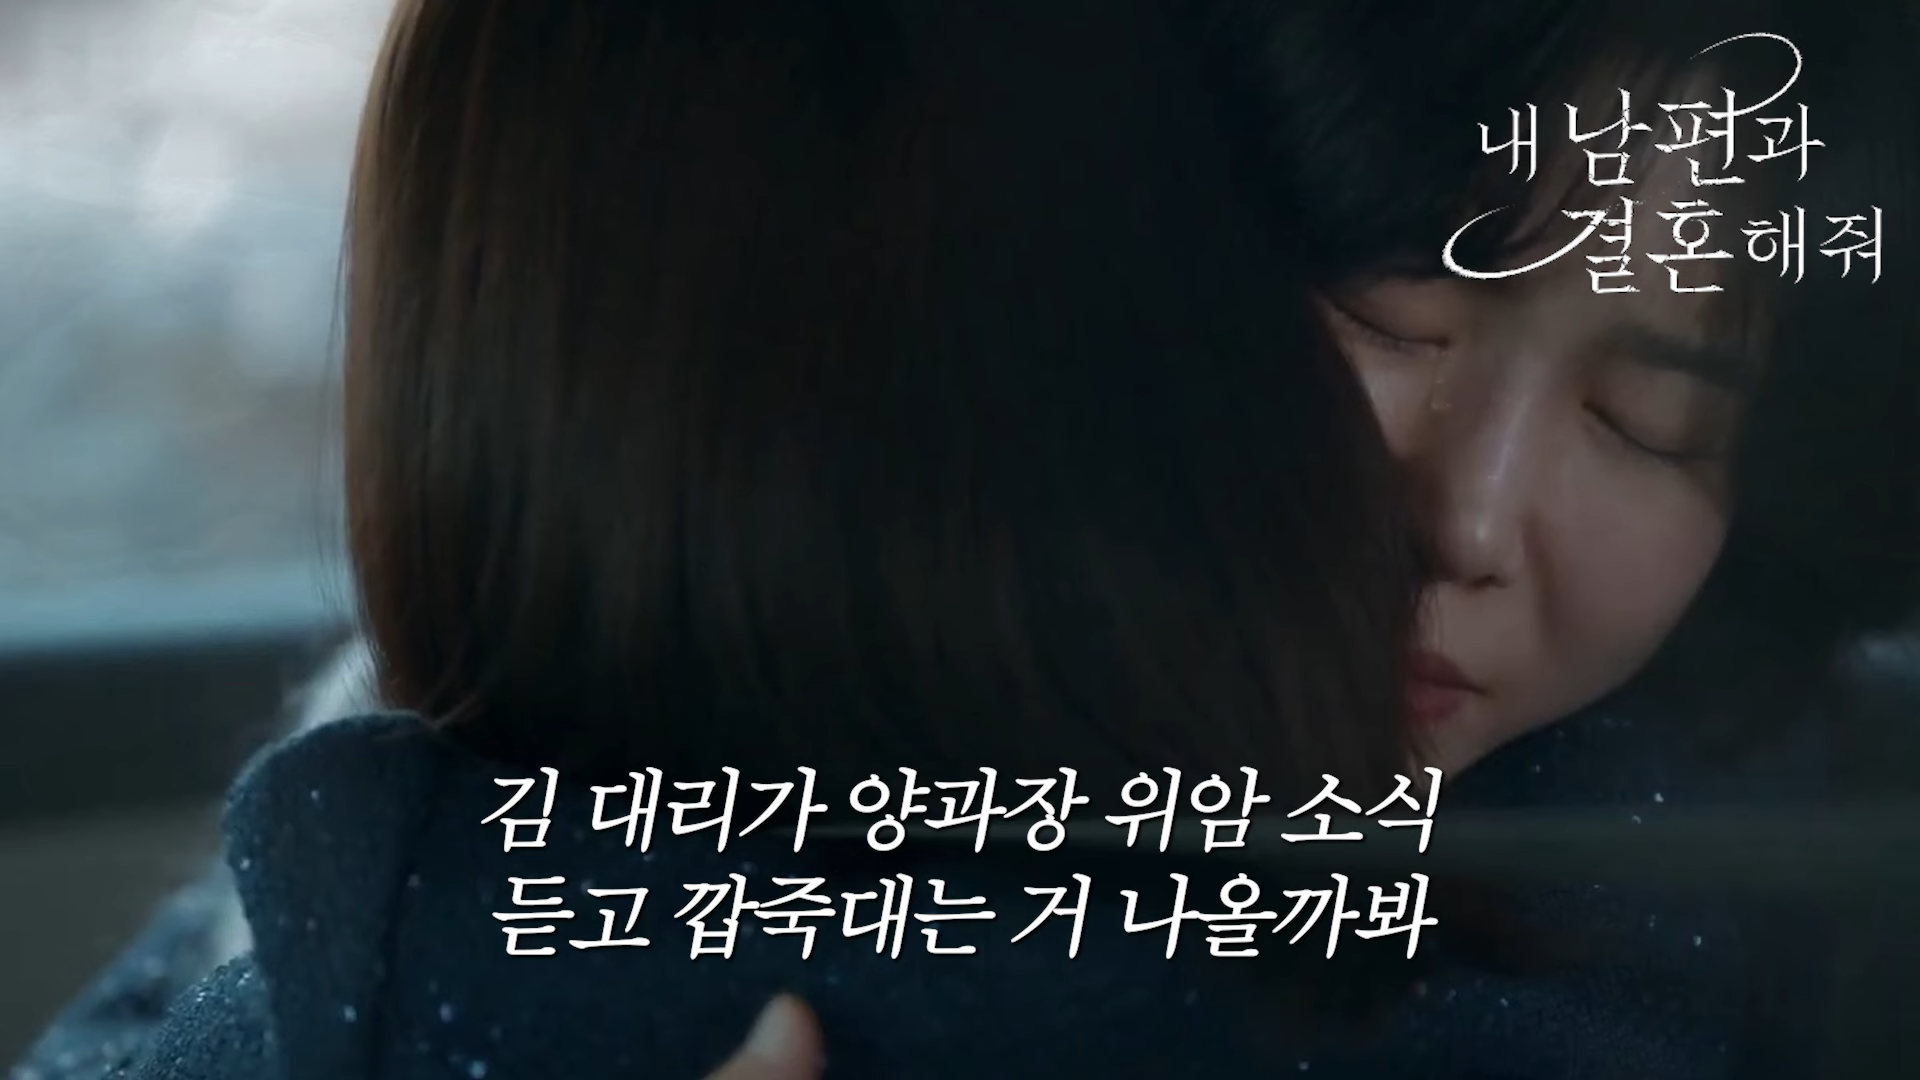 내 남편과
결혼해줘
김 대리가 양과장 위암 소식
듣고 깝죽대는 거 나올까봐